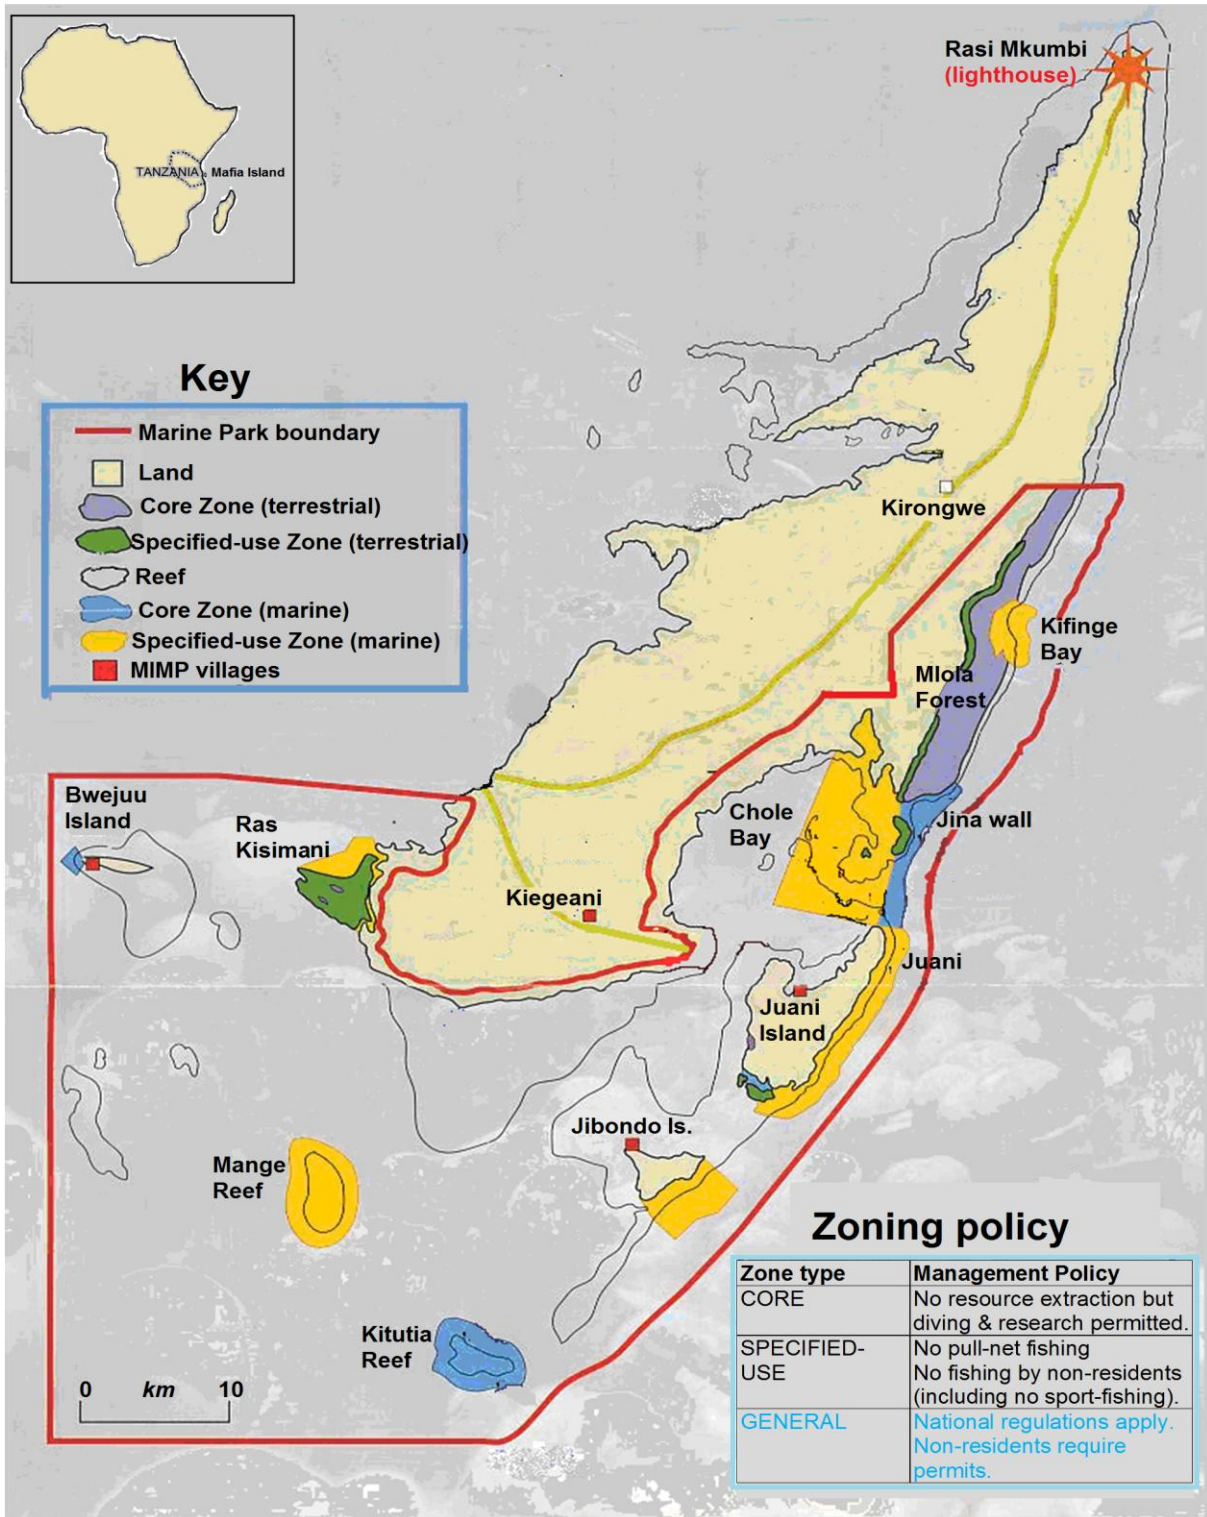 Rasi Mkumbi
(lighthouse)
TANZANIA
Mafia Island
Key
Marine Park boundary
Land
Core Zone (terrestrial)
Specified-use Zone (terrestrial)
Reef
Core Zone (marine)
Specified-use Zone (marine)
MIMP villages
Kirongwe
Kifinge
Bay
Mlola
Forest
Bwejuu
Island
Ras
Kisimani
Chole
Bay
Jina wall
Kiegeani
Juani
Juani
Island
Jibondo Is.
Mange
Reef
Kitutia
Reef
0 km 10
Zoning policy
Zone type Management Policy
CORE No resource extraction but
diving & research permitted.
SPECIFIED- No pull-net fishing
USE No fishing by non-residents
(including no sport-fishing).
GENERAL National regulations apply.
Non-residents require
permits.